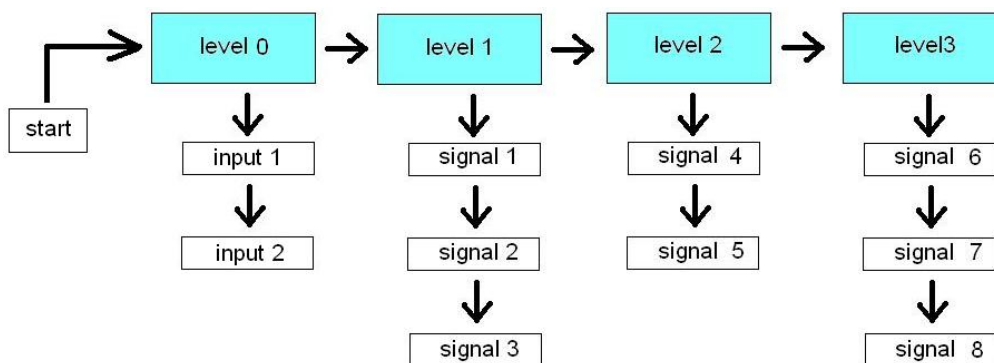 level 0
level 1
level 2
level3
start
input 1
signal 1
signal 4
signal 6
input 2
signal 2
signal 5
signal 7
signal 3
signal 8